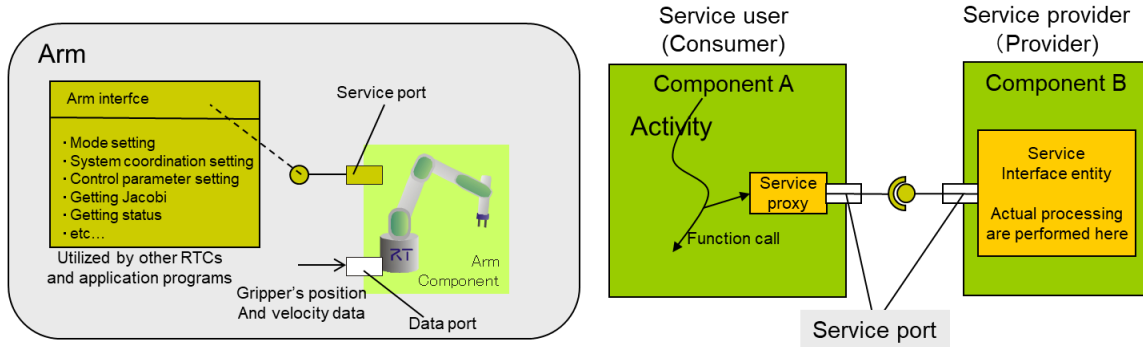 Arm
Arm interfce
・Mode setting
・System coordination setting
・Control parameter setting
・Getting Jacobi
・Getting status
・etc…
Utilized by other RTCs
and application programs
Service port
RT
Arm
Component
Gripper's position
And velocity data
Data port
Service user
(Consumer)
Component A
Activity
Service
proxy
Function call
Service provider
（Provider)
Component B
Service
Interface entity
Actual processing
are performed here
Service port